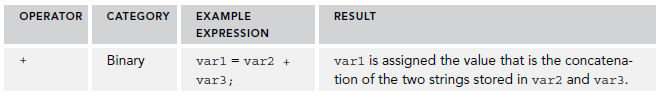 OPERATOR CATEGORY EXAMPLE EXPRESSION RESULT
+ Binary var1 = var2 + var3; var1 is assigned the value that is the concatena-
tion of the two strings stored in var2 and var3.